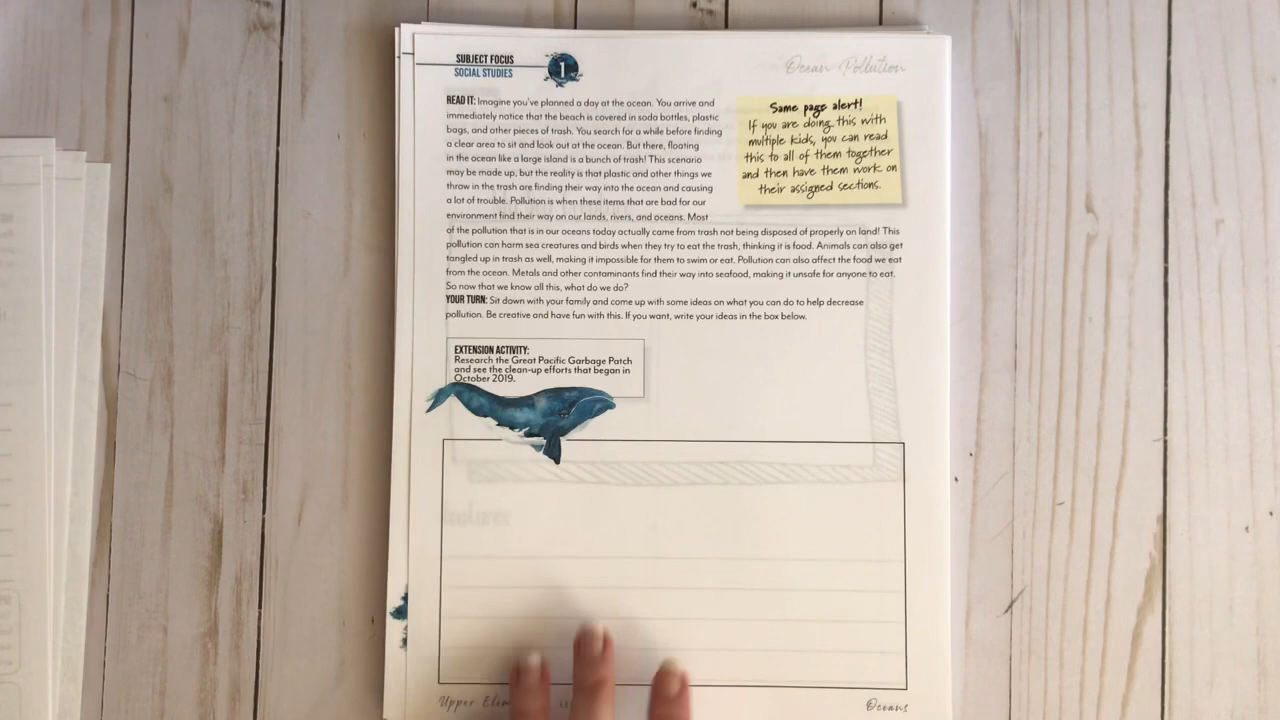 SUBJECT FOCUS
SOCIAL STUDIES
1
Ocean Pollution
READ IT: Imagine you've planned a day at the ocean. You arrive and
immediately notice that the beach is covered in soda bottles, plastic
bags, and other pieces of trash. You search for a while before finding
a clear area to sit and look out at the ocean. But there, floating
in the ocean like a large island is a bunch of trash! This scenario
may be made up, but the reality is that plastic and other things we
throw in the trash are finding their way into the ocean and causing
a lot of trouble. Pollution is when these items that are bad for our
environment find their way on our lands, rivers, and oceans. Most
of the pollution that is in our oceans today actually came from trash not being disposed of properly on land! This
pollution can harm sea creatures and birds when they try to eat the trash, thinking it is food. Animals can also get
tangled up in trash as well, making it impossible for them to swim or eat. Pollution can also affect the food we eat
from the ocean. Metals and other contaminants find their way into seafood, making it unsafe for anyone to eat.
So now that we know all this, what do we do?
YOUR TURN: Sit down with your family and come up with some ideas on what you can do to help decrease
pollution. Be creative and have fun with this. If you want, write your ideas in the box below.
Same page alert!
If you are doing this with
multiple kids, you can read
this to all of them together
and then have them work on
their assigned sections.
EXTENSION ACTIVITY:
Research the Great Pacific Garbage Patch
and see the clean-up efforts that began in
October 2019.
Upper
Oceans